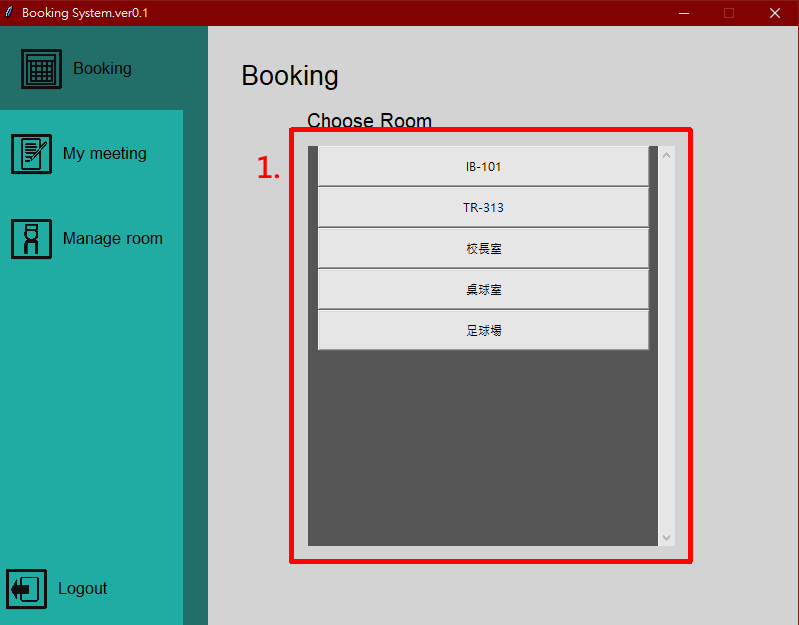 Booking System.ver0.1
Booking
My meeting
Manage room
Logout
Booking
Choose Room
1.
IB-101
TR-313
校長室
桌球室
足球場